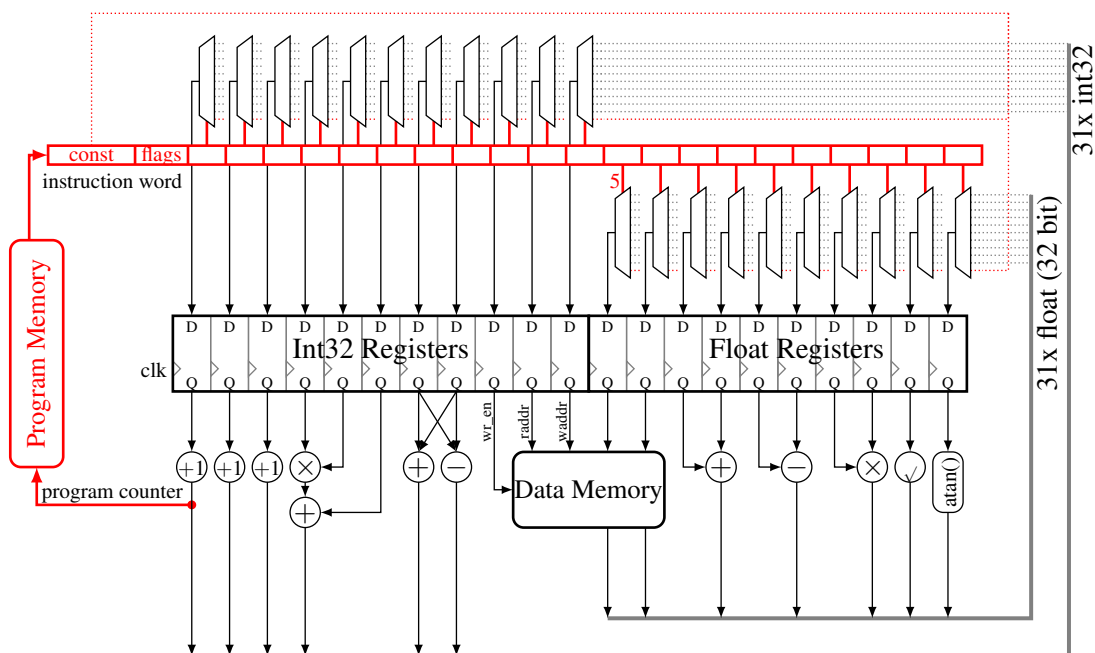 31x int32
const flags
instruction word
5
31x float (32 bit)
Program Memory
D D D D D D D D D D D D D D D D D D D D D
Int32 Registers Float Registers
clk
Q Q Q Q Q Q Q Q Q Q Q Q Q Q Q Q Q Q Q Q Q
wr_en raddr waddr
+1 +1 +1 × + − + − × √ atan()
program counter
Data Memory
+